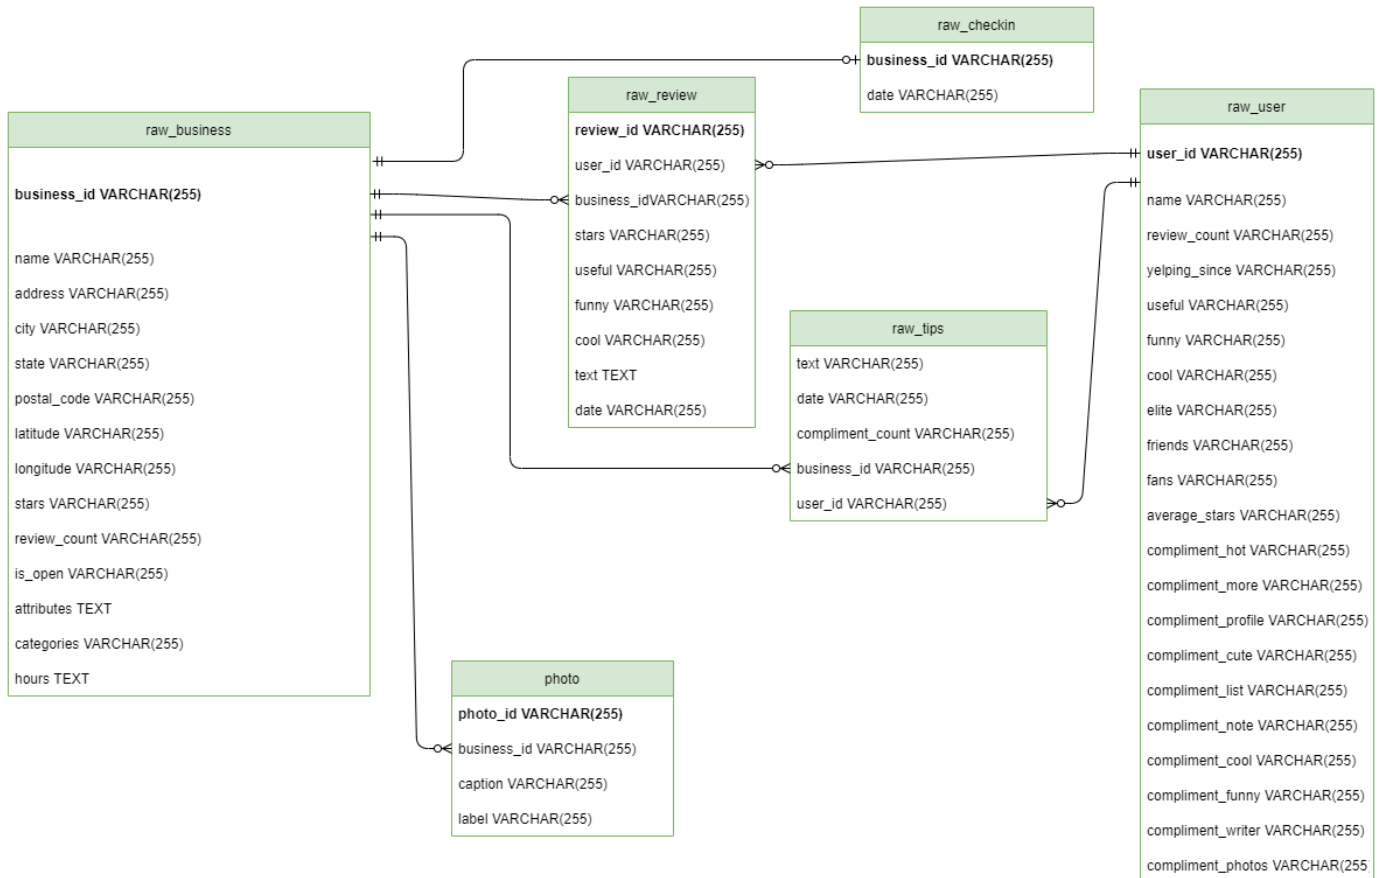 raw_checkin
business_id VARCHAR(255)
date VARCHAR(255)
raw_review
review_id VARCHAR(255)
user_id VARCHAR(255)
business_idVARCHAR(255)
stars VARCHAR(255)
useful VARCHAR(255)
funny VARCHAR(255)
cool VARCHAR(255)
text TEXT
date VARCHAR(255)
raw_user
user_id VARCHAR(255)
name VARCHAR(255)
review_count VARCHAR(255)
yelping_since VARCHAR(255)
useful VARCHAR(255)
funny VARCHAR(255)
cool VARCHAR(255)
elite VARCHAR(255)
friends VARCHAR(255)
fans VARCHAR(255)
average_stars VARCHAR(255)
compliment_hot VARCHAR(255)
compliment_more VARCHAR(255)
compliment_profile VARCHAR(255)
compliment_cute VARCHAR(255)
compliment_list VARCHAR(255)
compliment_note VARCHAR(255)
compliment_cool VARCHAR(255)
compliment_funny VARCHAR(255)
compliment_writer VARCHAR(255)
compliment_photos VARCHAR(255
raw_business
business_id VARCHAR(255)
name VARCHAR(255)
address VARCHAR(255)
city VARCHAR(255)
state VARCHAR(255)
postal_code VARCHAR(255)
latitude VARCHAR(255)
longitude VARCHAR(255)
stars VARCHAR(255)
review_count VARCHAR(255)
is_open VARCHAR(255)
attributes TEXT
categories VARCHAR(255)
hours TEXT
raw_tips
text VARCHAR(255)
date VARCHAR(255)
compliment_count VARCHAR(255)
business_id VARCHAR(255)
user_id VARCHAR(255)
photo
photo_id VARCHAR(255)
business_id VARCHAR(255)
caption VARCHAR(255)
label VARCHAR(255)